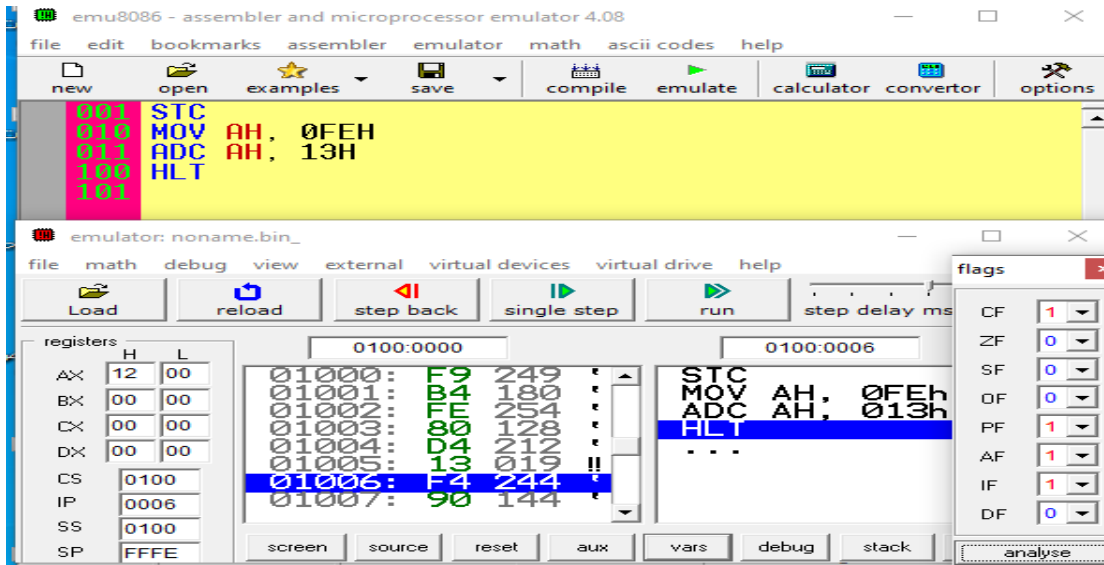 emu8086 - assembler and microprocessor emulator 4.08
file edit bookmarks assembler emulator math ascii codes help
new open examples save compile emulate calculator convertor options
001 STC
010 MOV AH, 0FEH
011 ADC AH, 13H
100 HLT
101
emulator: noname.bin_
file math debug view external virtual devices virtual drive help
Load reload step back single step run step delay ms
registers
H L
AX 12 00
BX 00 00
CX 00 00
DX 00 00
CS 0100
IP 0006
SS 0100
SP FFFE
0100:0000
01000: F9 249
01001: B4 180
01002: FE 254
01003: 80 128
01004: D4 212
01005: 13 019 ‼
01006: F4 244
01007: 90 144
0100:0006
STC
MOV AH, 0FEh
ADC AH, 013h
HLT
...
screen source reset aux vars debug stack
flags
CF 1
ZF 0
SF 0
OF 0
PF 1
AF 1
IF 1
DF 0
analyse